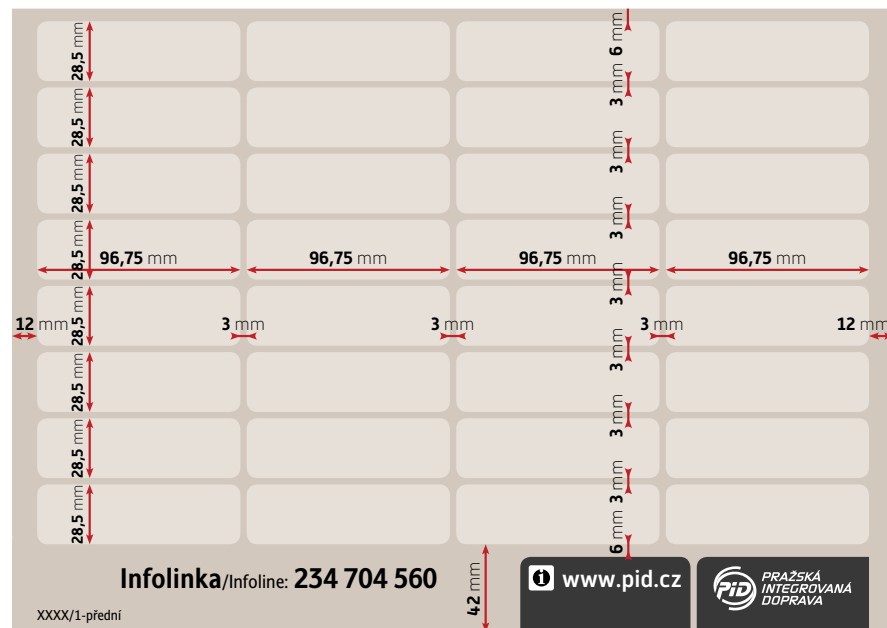 6 mm
28,5 mm
3 mm
28,5 mm
3 mm
28,5 mm
3 mm
28,5 mm
96,75 mm 96,75 mm 96,75 mm 96,75 mm
3 mm
28,5 mm
12 mm 3 mm 3 mm 3 mm 12 mm
3 mm
28,5 mm
3 mm
28,5 mm
3 mm
28,5 mm
6 mm
42 mm
Infolinka/Infoline: 234 704 560
XXXX/1-přední
i www.pid.cz
PID
PRAŽSKÁ
INTEGROVANÁ
DOPRAVA